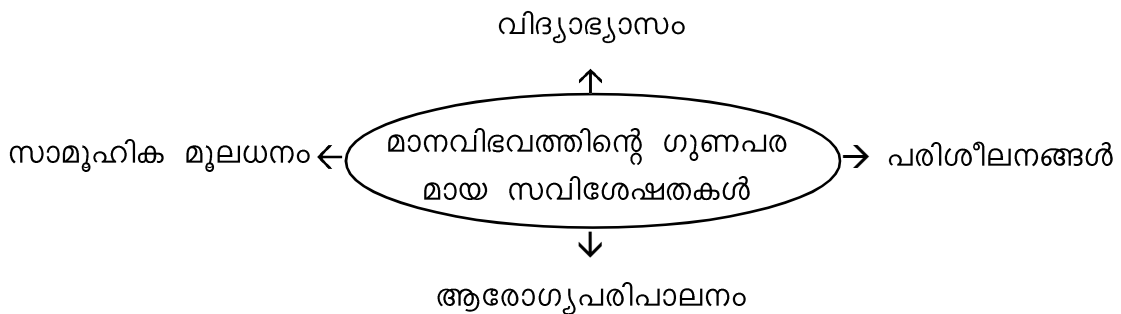 വിദ്യാഭ്യാസം
സാമൂഹിക മൂലധനം
മാനവിഭവത്തിന്റെ ഗുണപര
മായ സവിശേഷതകൾ
പരിശീലനങ്ങൾ
ആരോഗ്യപരിപാലനം